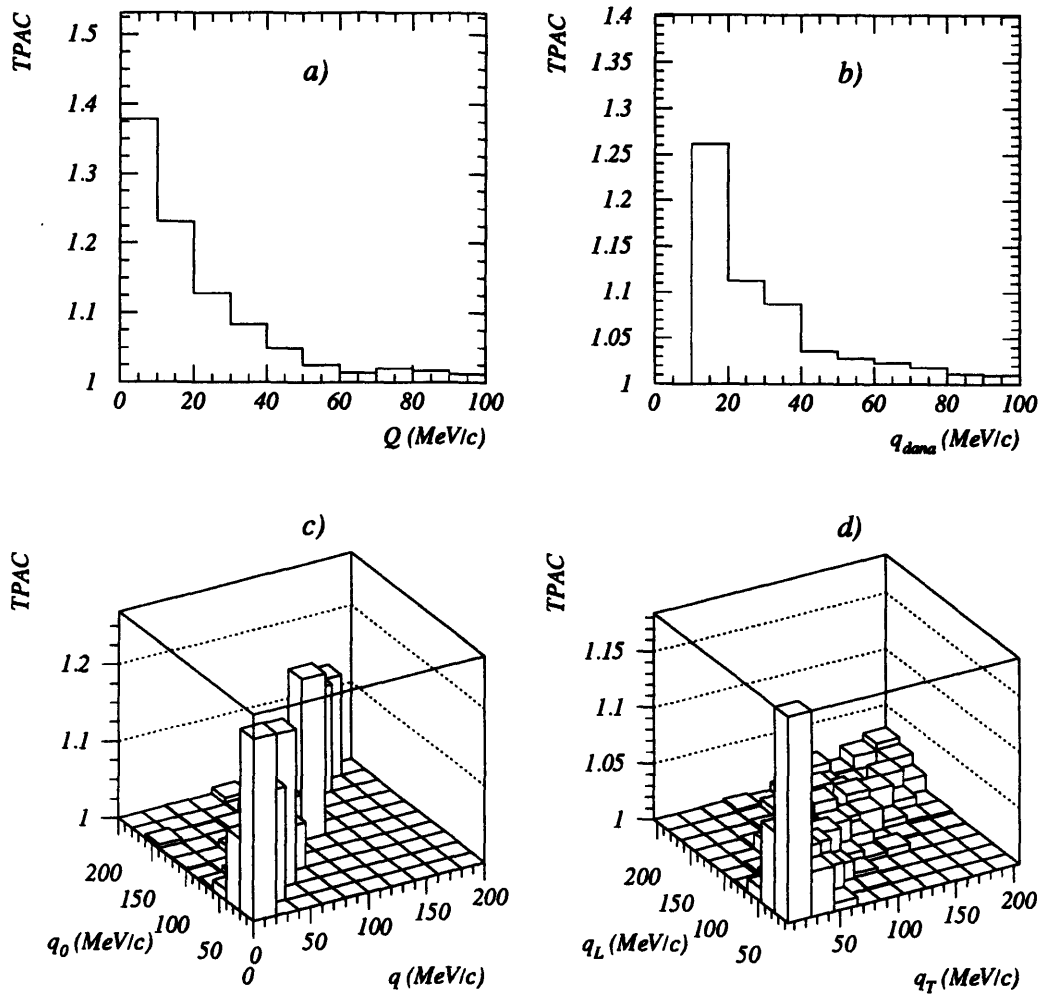 TPAC
1.5
1.4
1.3
1.2
1.1
1
a)
0 20 40 60 80 100
Q (MeV/c)
TPAC
1.4
1.35
1.3
1.25
1.2
1.15
1.1
1.05
1
b)
0 20 40 60 80 100
q_dana (MeV/c)
c)
TPAC
1.2
1.1
1
200
150
100
50
0
q_0 (MeV/c)
0
50
100
150
200
q (MeV/c)
d)
TPAC
1.15
1.1
1.05
1
200
150
100
50
q_L (MeV/c)
50
100
150
200
q_T (MeV/c)